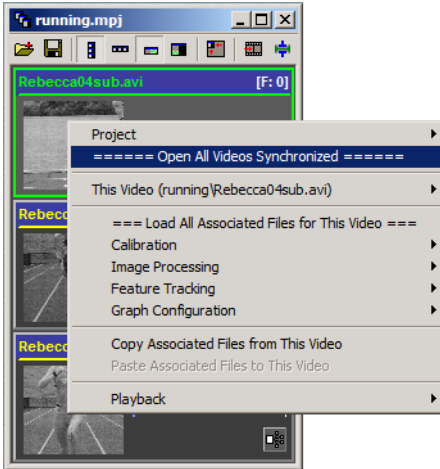 running.mpj
Rebecca04sub.avi [F: 0]
Project
====== Open All Videos Synchronized ======
This Video (running\Rebecca04sub.avi)
=== Load All Associated Files for This Video ===
Calibration
Image Processing
Feature Tracking
Graph Configuration
Copy Associated Files from This Video
Paste Associated Files to This Video
Playback